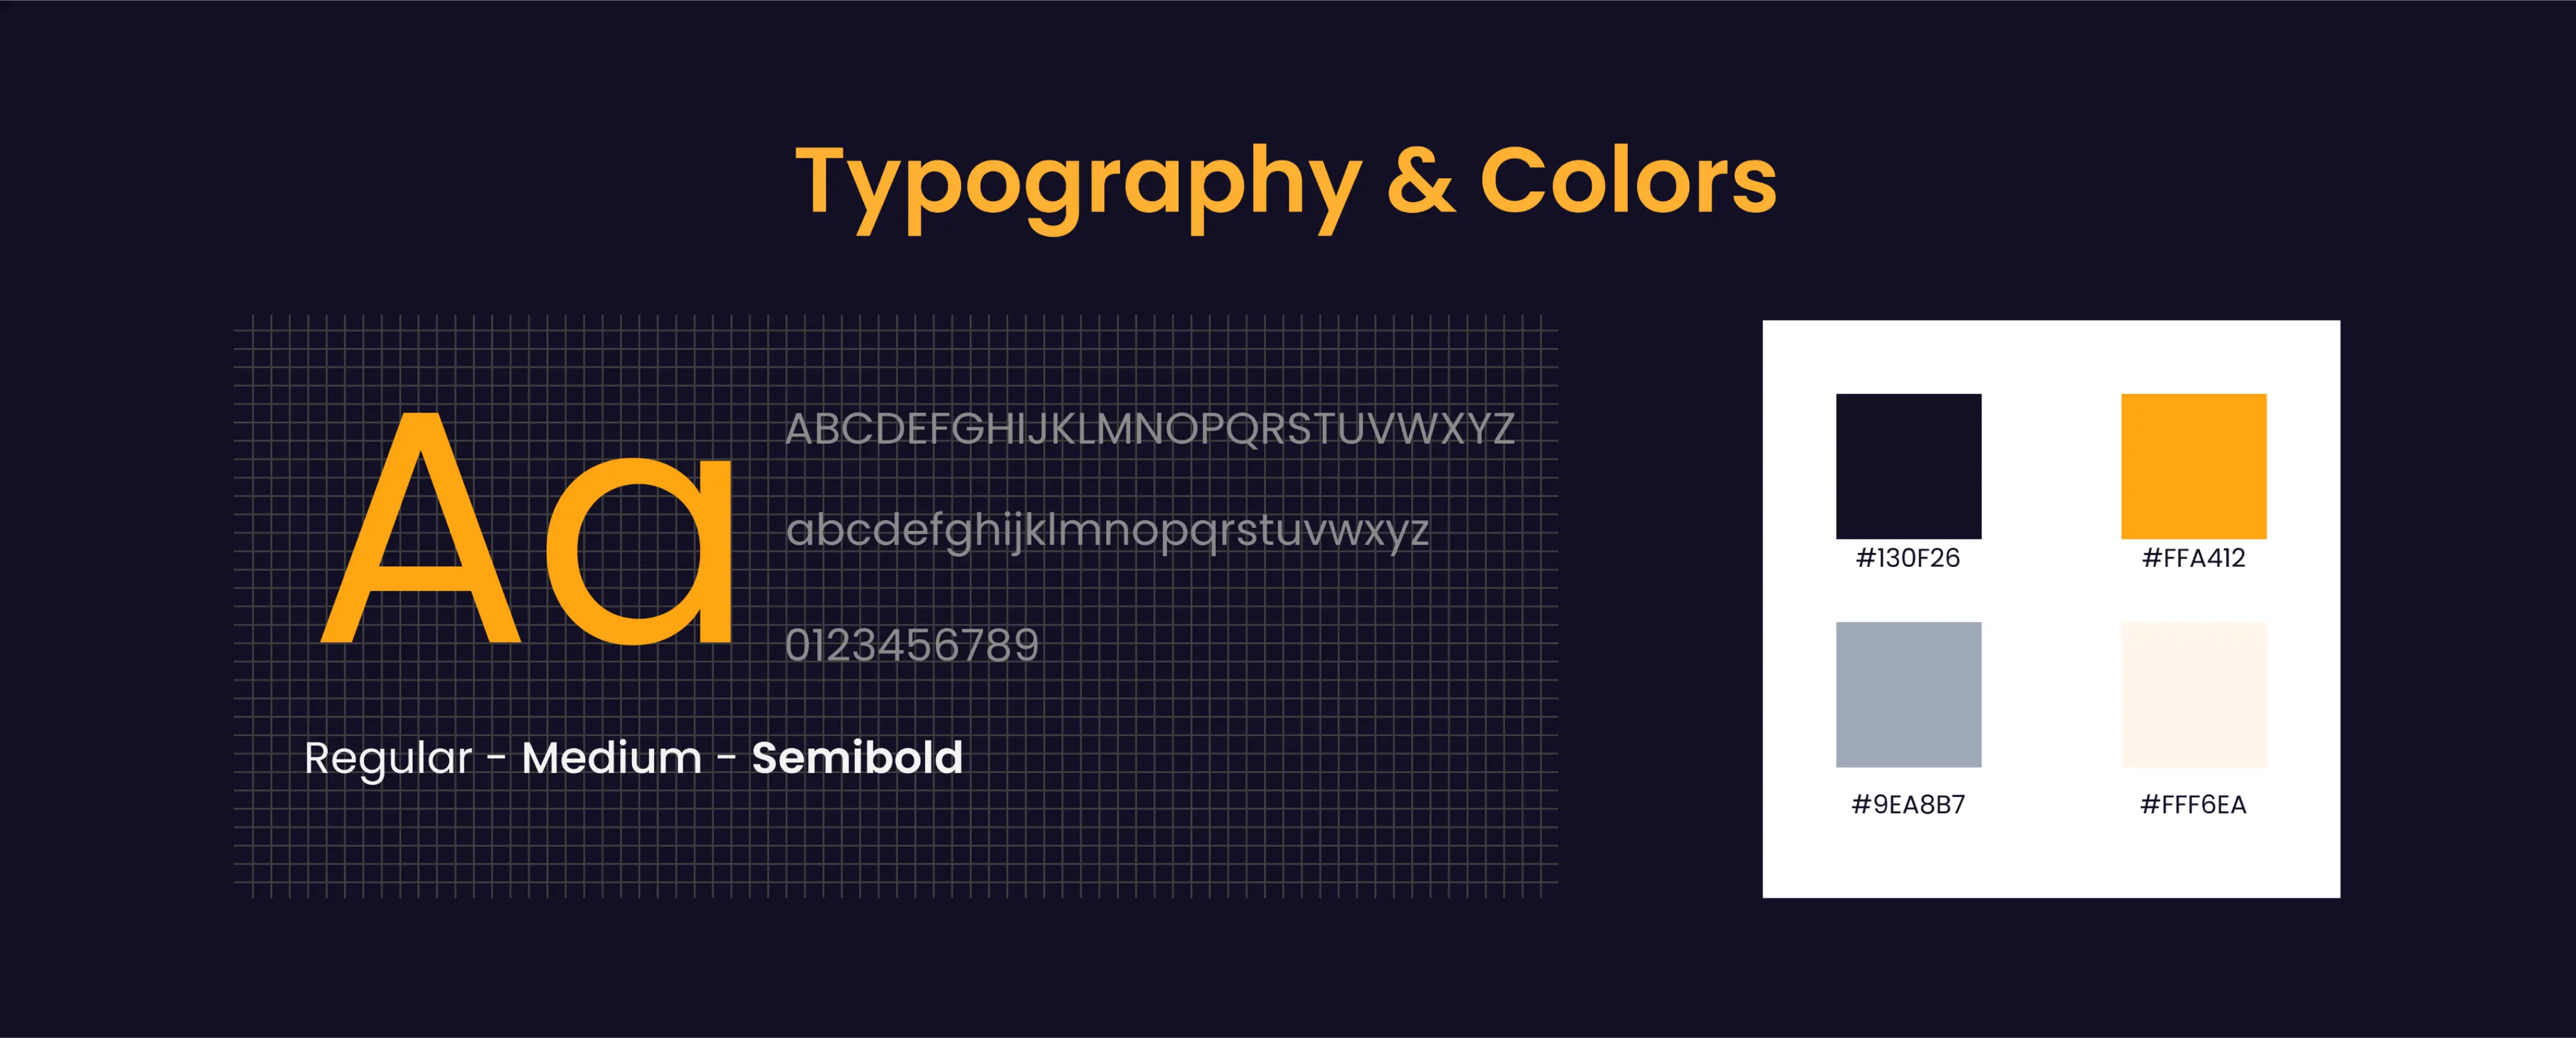 Typography & Colors
Aa
ABCDEFGHIJKLMNOPQRSTUVWXYZ
abcdefghijklmnopqrstuvwxyz
0123456789
Regular - Medium - Semibold
#130F26
#FFA412
#9EA8B7
#FFF6EA